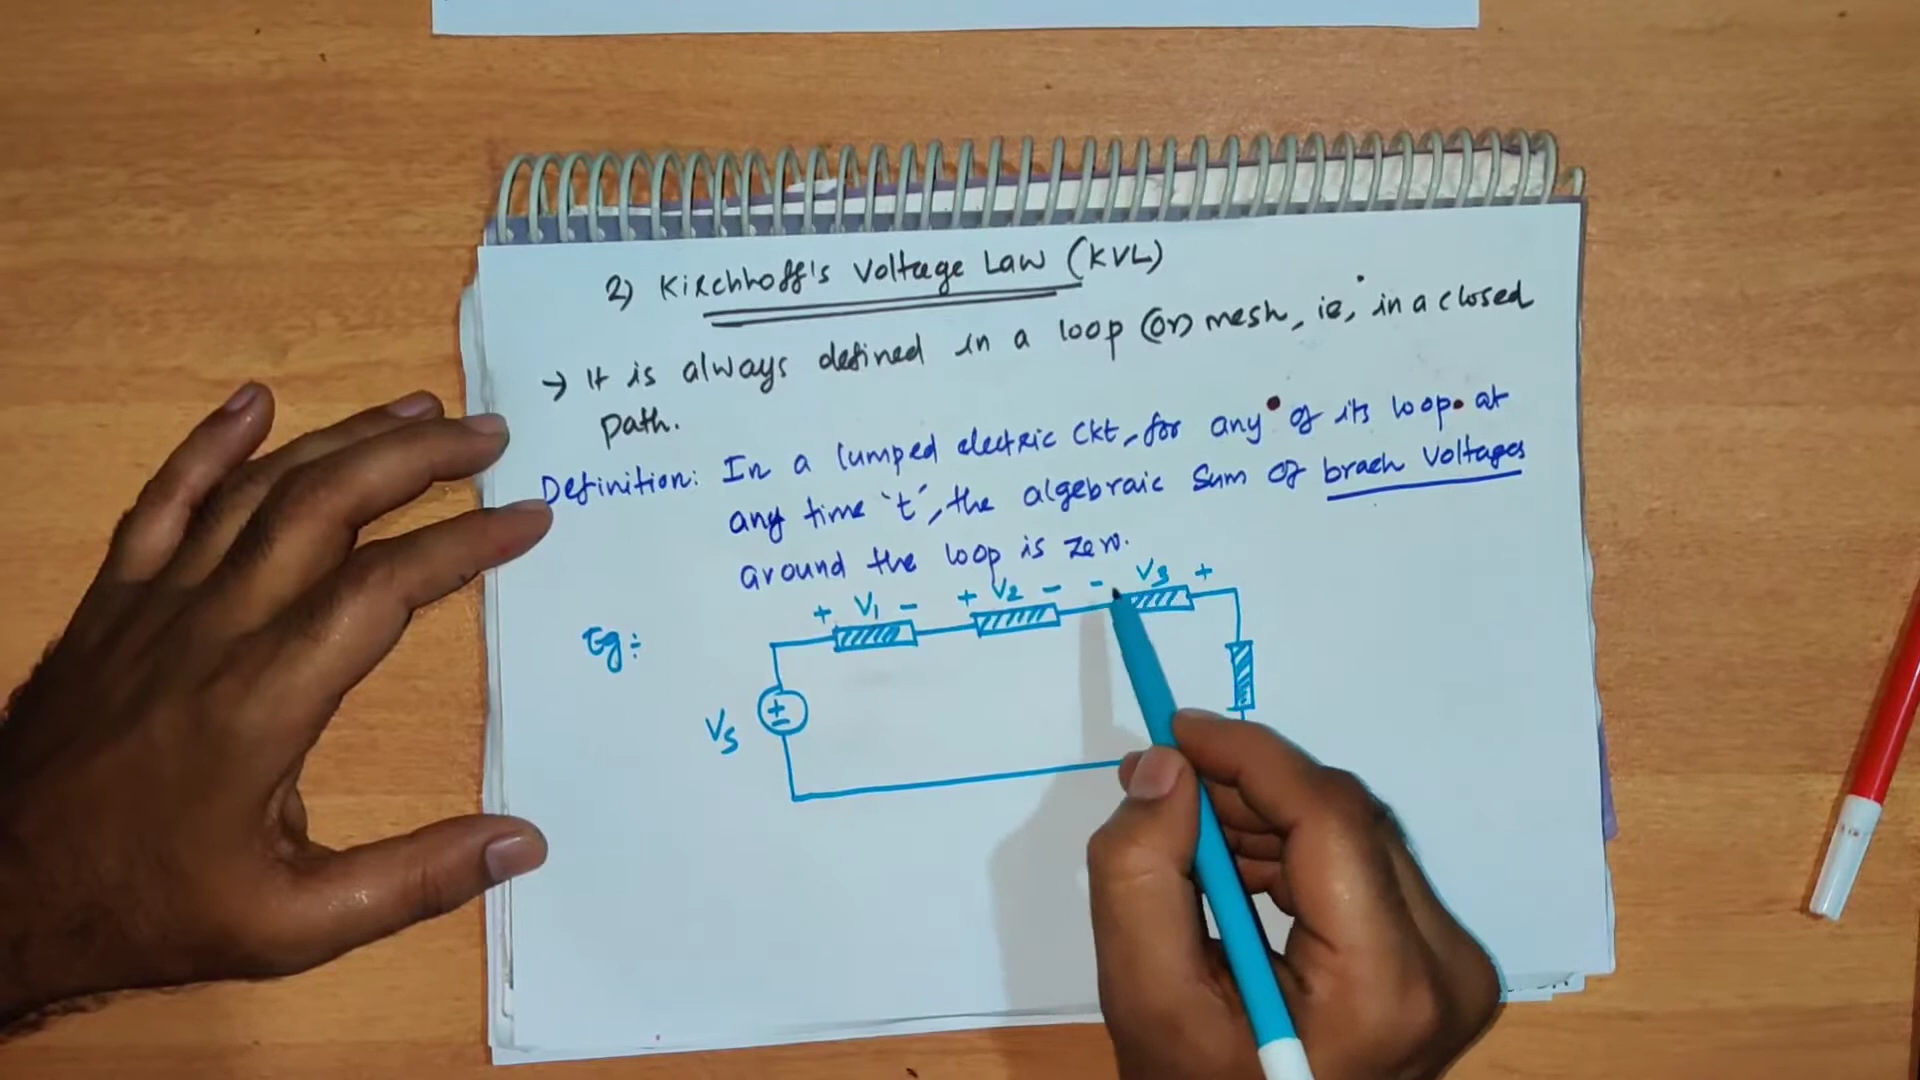 2) Kirchhoff's Voltage Law (KVL)
→ It is always defined in a loop (or) mesh, ie, in a closed
path.
Definition: In a lumped electric ckt, for any of its loop. at
any time 't', the algebraic sum of brach voltages
around the loop is zero.
Eg:
+ V1 - + V2 - - V3 +
±
Vs